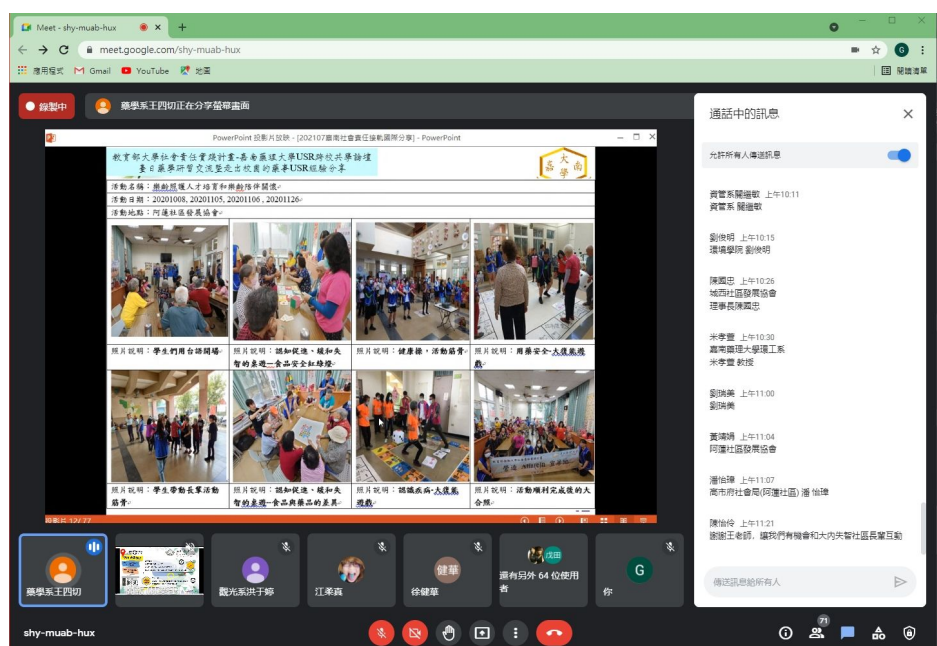 Meet - shy-muab-hux
meet.google.com/shy-muab-hux
G
應用程式
Gmail
YouTube
地圖
閱讀清單
錄製中
藥學系王四切正在分享螢幕畫面
PowerPoint 投影片放映 - [202107嘉南社會責任接軌國際分享] - PowerPoint
教育部大學社會責任實踐計畫-嘉南藥理大學USR跨校共學論壇
臺日藥學研習交流暨走出校園的藥事USR經驗分享
嘉南大學
活動名稱：樂齡照護人才培育和樂齡陪伴關懷
活動日期：20201008, 20201105, 20201106 , 20201126
活動地點：阿蓮社區發展協會
照片說明：學生們用台語開場
照片說明：認知促進、緩和失智的桌遊—食品安全紅綠燈
照片說明：健康操，活動筋骨
照片說明：用藥安全-大復能遊戲
照片說明：學生帶動長輩活動筋骨
照片說明：認知促進、緩和失智的桌遊—食品與藥品的差異
照片說明：認識疾病-大復能遊戲
照片說明：活動順利完成後的大合照
投影片 12/77
通話中的訊息
允許所有人傳送訊息
資管系關繼敏 上午10:11
資管系 關繼敏
劉俊明 上午10:15
環境學院 劉俊明
陳國忠 上午10:26
城西社區發展協會
理事長陳國忠
米孝萱 上午10:30
嘉南藥理大學環工系
米孝萱 教授
劉瑞美 上午11:00
劉瑞美
黃靖娟 上午11:04
阿蓮社區發展協會
潘怡璋 上午11:07
高市府社會局(阿蓮社區) 潘 怡璋
陳怡伶 上午11:21
謝謝王老師，讓我們有機會和大內失智社區長輩互動
傳送訊息給所有人
藥學系王四切
觀光系洪于婷
江柔真
健華
徐健華
戊田
還有另外 64 位使用者
G
你
shy-muab-hux
71